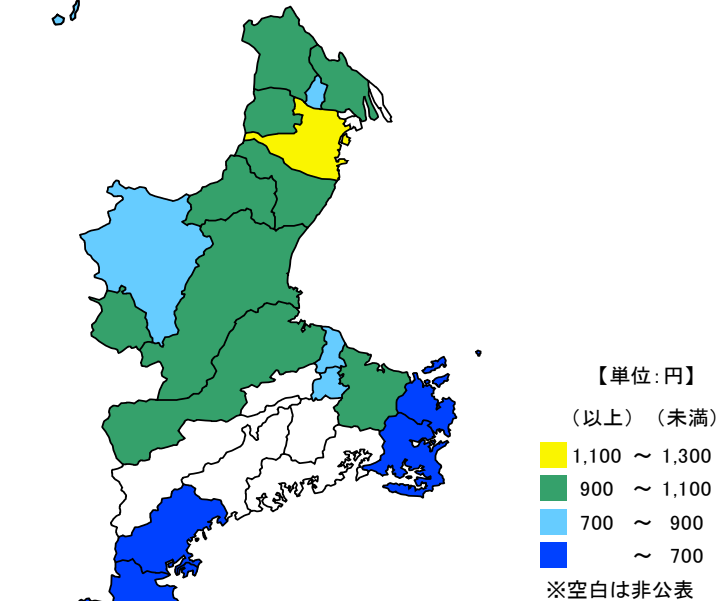 【単位:円】
（以上）（未満）
1,100 ～ 1,300
900 ～ 1,100
700 ～ 900
～ 700
※空白は非公表